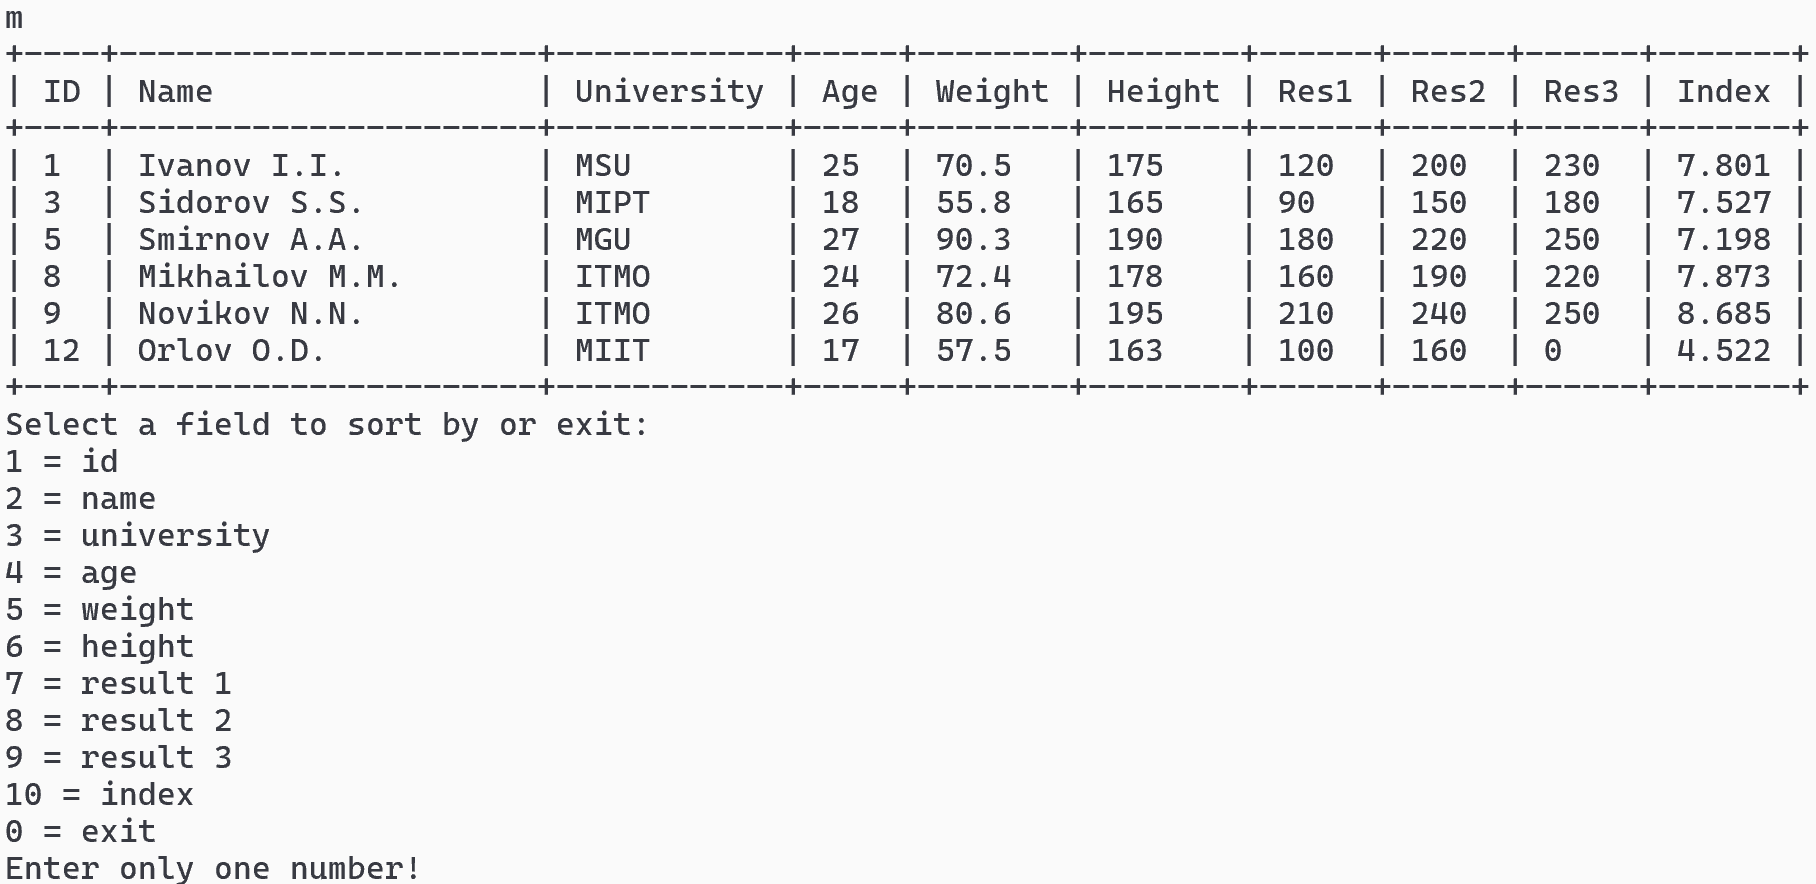 m
+----+----------------------+------------+-----+--------+--------+------+------+------+-------+
| ID | Name                 | University | Age | Weight | Height | Res1 | Res2 | Res3 | Index |
+----+----------------------+------------+-----+--------+--------+------+------+------+-------+
| 1  | Ivanov I.I.          | MSU        | 25  | 70.5   | 175    | 120  | 200  | 230  | 7.801 |
| 3  | Sidorov S.S.         | MIPT       | 18  | 55.8   | 165    | 90   | 150  | 180  | 7.527 |
| 5  | Smirnov A.A.         | MGU        | 27  | 90.3   | 190    | 180  | 220  | 250  | 7.198 |
| 8  | Mikhailov M.M.       | ITMO       | 24  | 72.4   | 178    | 160  | 190  | 220  | 7.873 |
| 9  | Novikov N.N.         | ITMO       | 26  | 80.6   | 195    | 210  | 240  | 250  | 8.685 |
| 12 | Orlov O.D.           | MIIT       | 17  | 57.5   | 163    | 100  | 160  | 0    | 4.522 |
+----+----------------------+------------+-----+--------+--------+------+------+------+-------+
Select a field to sort by or exit:
1 = id
2 = name
3 = university
4 = age
5 = weight
6 = height
7 = result 1
8 = result 2
9 = result 3
10 = index
0 = exit
Enter only one number!